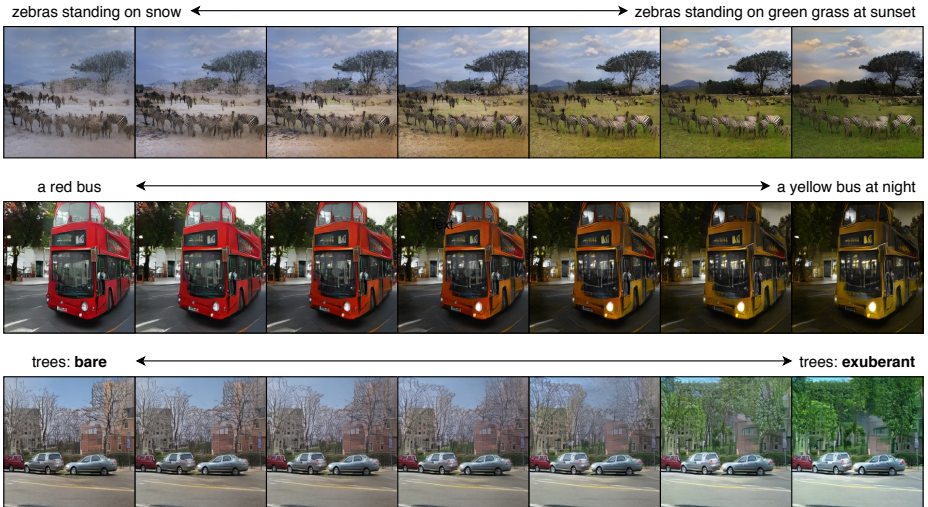 zebras standing on snow zebras standing on green grass at sunset
a red bus a yellow bus at night
trees: bare trees: exuberant